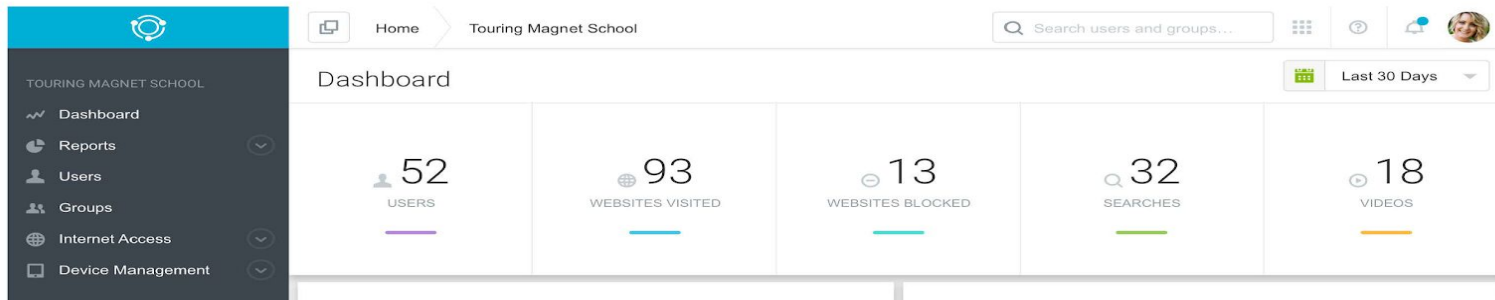 Home
Touring Magnet School
Search users and groups...
TOURING MAGNET SCHOOL
Dashboard
Reports
Users
Groups
Internet Access
Device Management
Dashboard
Last 30 Days
52
USERS
93
WEBSITES VISITED
13
WEBSITES BLOCKED
32
SEARCHES
18
VIDEOS